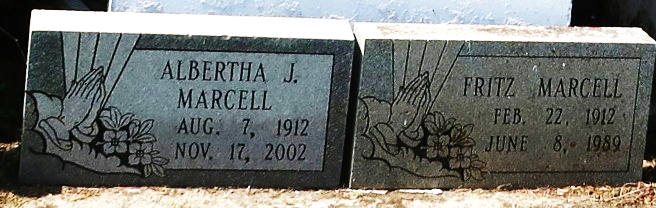 ALBERTHA J.
MARCELL
AUG. 7, 1912
NOV. 17, 2002
FRITZ MARCELL
FEB. 22, 1912
JUNE 8, 1989